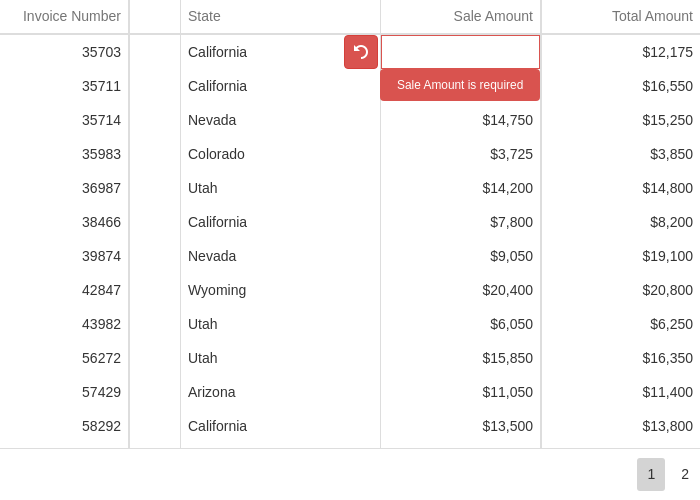 Invoice Number State Sale Amount Total Amount
35703 California $12,175
35711 California Sale Amount is required $16,550
35714 Nevada $14,750 $15,250
35983 Colorado $3,725 $3,850
36987 Utah $14,200 $14,800
38466 California $7,800 $8,200
39874 Nevada $9,050 $19,100
42847 Wyoming $20,400 $20,800
43982 Utah $6,050 $6,250
56272 Utah $15,850 $16,350
57429 Arizona $11,050 $11,400
58292 California $13,500 $13,800
1 2